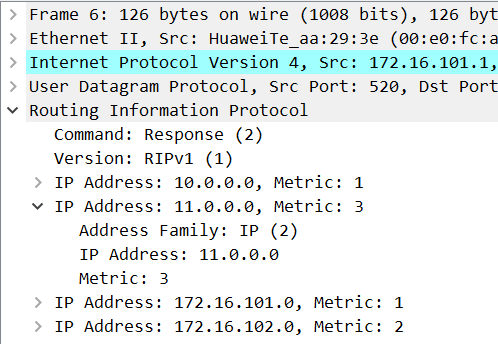 Frame 6: 126 bytes on wire (1008 bits), 126 byt
Ethernet II, Src: HuaweiTe_aa:29:3e (00:e0:fc:a
Internet Protocol Version 4, Src: 172.16.101.1,
User Datagram Protocol, Src Port: 520, Dst Port
Routing Information Protocol
Command: Response (2)
Version: RIPv1 (1)
IP Address: 10.0.0.0, Metric: 1
IP Address: 11.0.0.0, Metric: 3
Address Family: IP (2)
IP Address: 11.0.0.0
Metric: 3
IP Address: 172.16.101.0, Metric: 1
IP Address: 172.16.102.0, Metric: 2